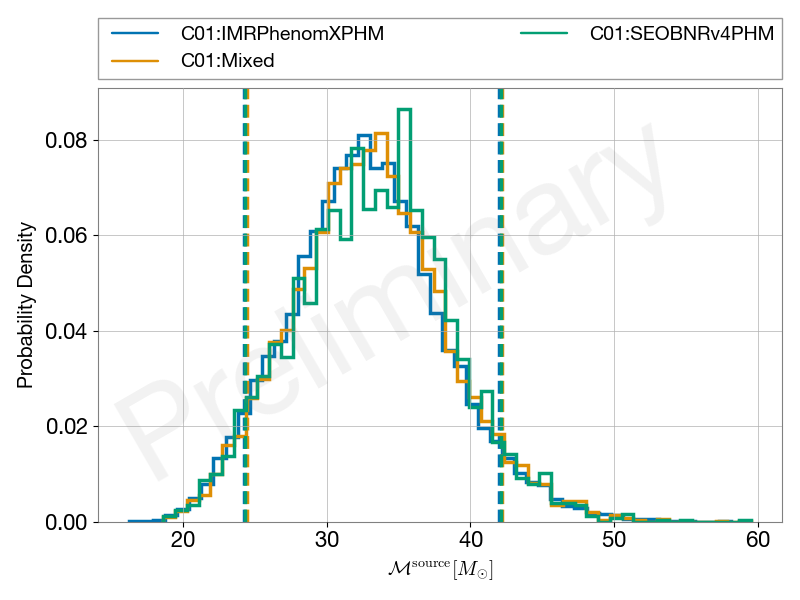 C01:IMRPhenomXPHM
C01:Mixed
C01:SEOBNRv4PHM
Preliminary
Probability Density
0.08
0.06
0.04
0.02
0.00
20
30
40
50
60
ℳ^source[M_⊙]